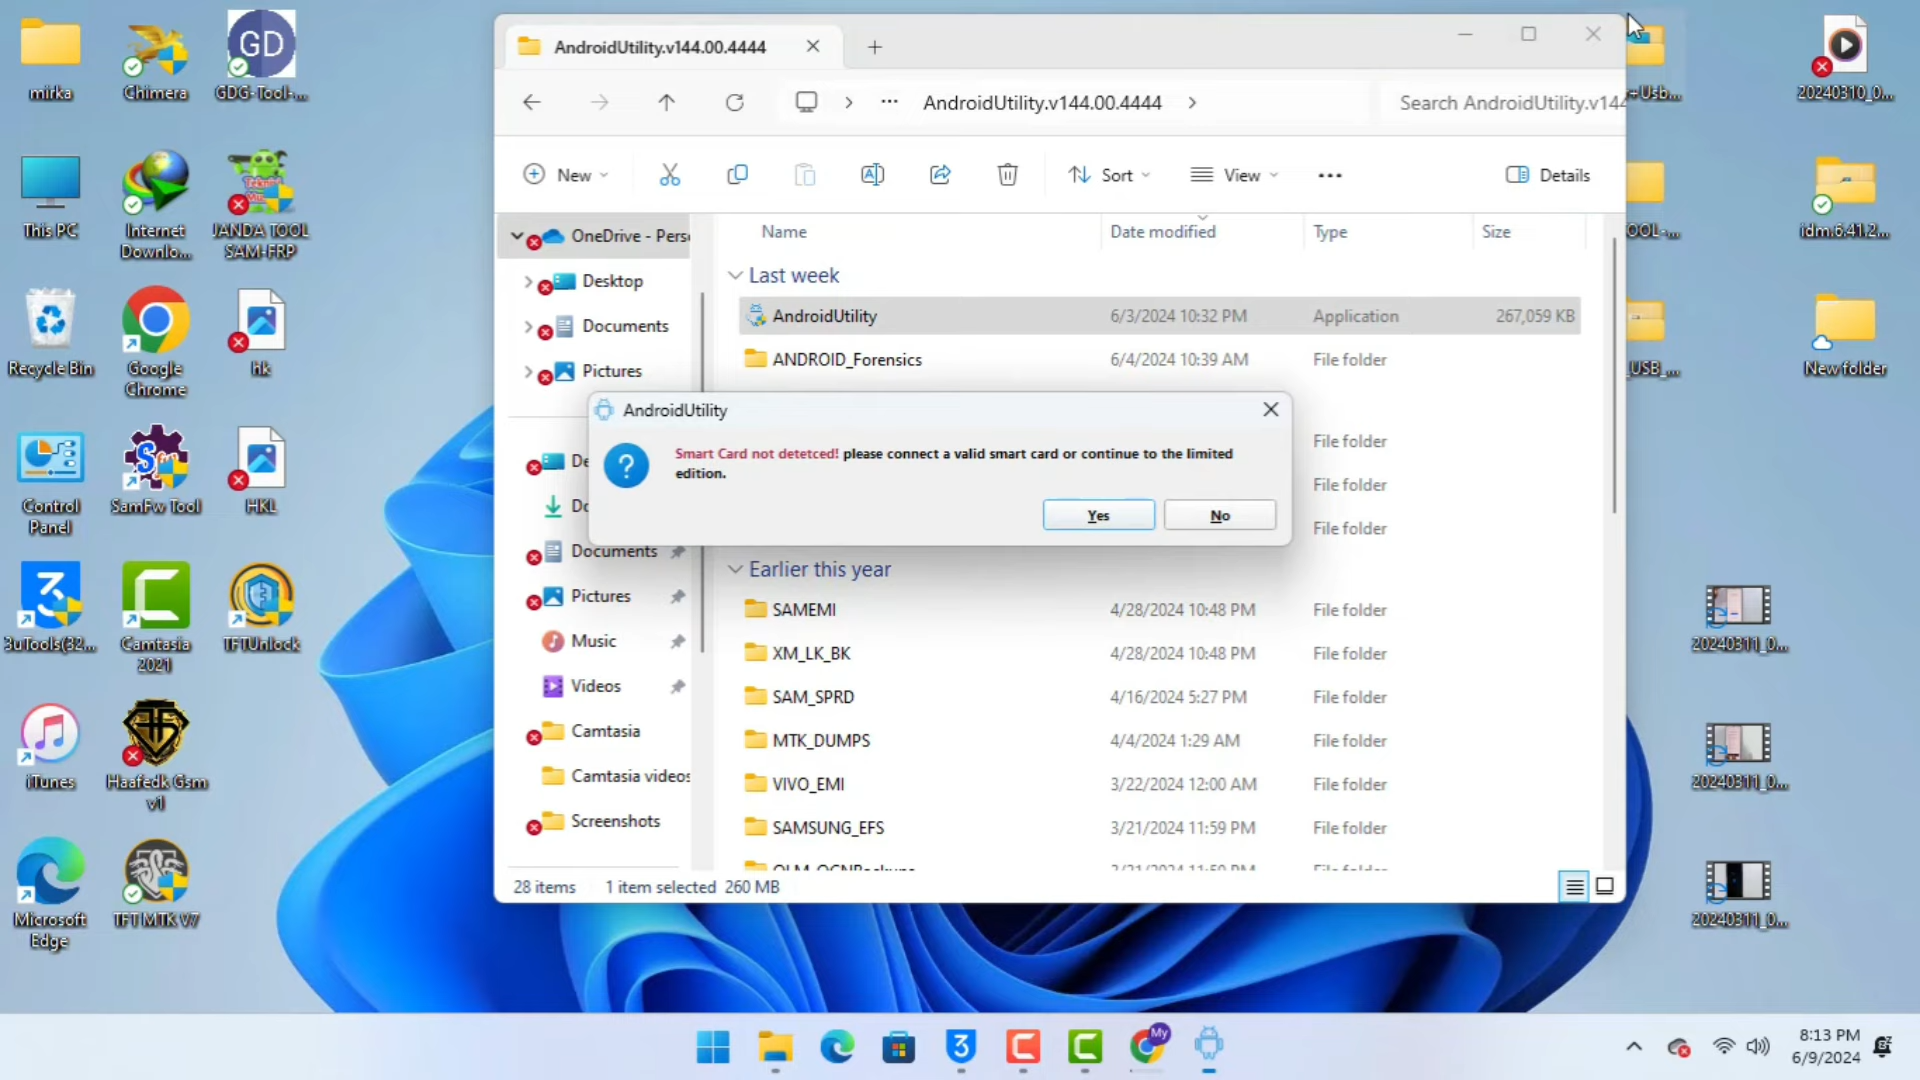 mirka
Chimera
GDG-Tool-...
This PC
Internet
Downlo...
JANDA TOOL
SAM-FRP
Recycle Bin
Google
Chrome
hk
Control
Panel
SamFw Tool
HKL
3uTools(32...
Camtasia
2021
TFTUnlock
iTunes
Haafedk Gsm
v1
Microsoft
Edge
TFT MTK V7
AndroidUtility.v144.00.4444
... AndroidUtility.v144.00.4444
Search AndroidUtility.v144
New
Sort
View
Details
OneDrive - Perso
Desktop
Documents
Pictures
De
Do
Documents
Pictures
Music
Videos
Camtasia
Camtasia videos
Screenshots
Name Date modified Type Size
Last week
AndroidUtility 6/3/2024 10:32 PM Application 267,059 KB
ANDROID_Forensics 6/4/2024 10:39 AM File folder
File folder
File folder
File folder
AndroidUtility
Smart Card not detetced! please connect a valid smart card or continue to the limited
edition.
Yes
No
Earlier this year
SAMEMI 4/28/2024 10:48 PM File folder
XM_LK_BK 4/28/2024 10:48 PM File folder
SAM_SPRD 4/16/2024 5:27 PM File folder
MTK_DUMPS 4/4/2024 1:29 AM File folder
VIVO_EMI 3/22/2024 12:00 AM File folder
SAMSUNG_EFS 3/21/2024 11:59 PM File folder
28 items 1 item selected 260 MB
+Usb...
20240310_0...
OOL-...
idm.6.41.2...
_USB_...
New folder
20240311_0...
20240311_0...
20240311_0...
My
8:13 PM
6/9/2024